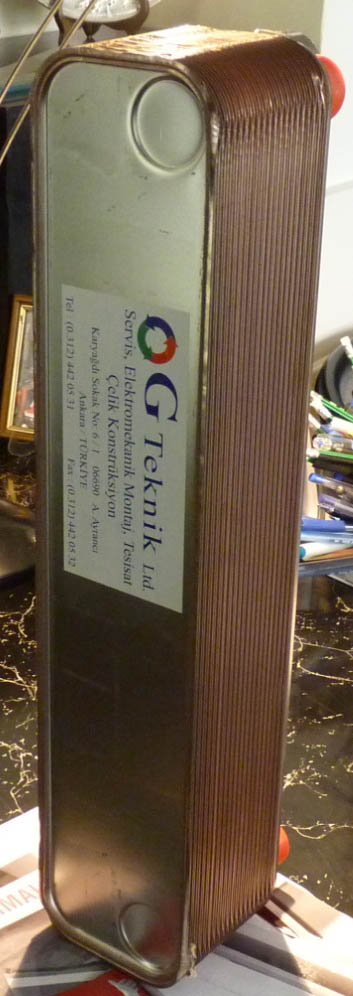 OG Teknik Ltd.
Servis, Elektromekanik Montaj, Tesisat
Çelik Konstrüksiyon
Karyağdı Sokak No: 6 / 1 06690 A. Ayrancı
Ankara / TÜRKİYE
Tel : (0.312) 442 05 31 Fax : (0.312) 442 05 32